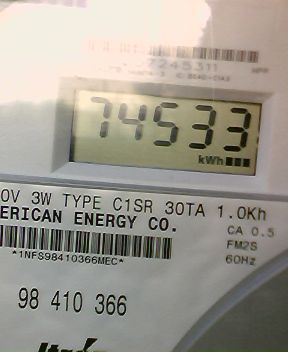 74533
kWh
0V 3W TYPE C1SR 30TA 1.0Kh
ERICAN ENERGY CO.
CA 0.5
FM2S
*1NFS98410366MEC*
60Hz
98 410 366
Itrón